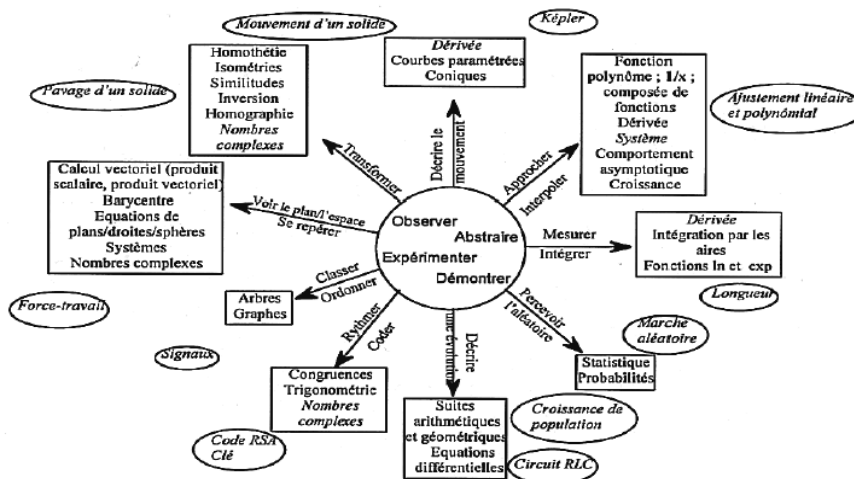 Mouvement d'un solide
Képler
Homothétie
Isométries
Similitudes
Inversion
Homographie
Nombres
complexes
Dérivée
Courbes paramétrées
Coniques
Fonction
polynôme ; 1/x ;
composée de
fonctions
Dérivée
Système
Comportement
asymptotique
Croissance
Pavage d'un solide
Ajustement linéaire
et polynômial
Transformer
Décrire le
mouvement
Approcher
Interpoler
Calcul vectoriel (produit
scalaire, produit vectoriel)
Barycentre
Equations de
plans/droites/sphères
Systèmes
Nombres complexes
Voir le plan/l'espace
Se repérer
Observer
Abstraire
Expérimenter
Démontrer
Mesurer
Intégrer
Dérivée
Intégration par les
aires
Fonctions ln et exp
Classer
Ordonner
Arbres
Graphes
Force-travail
Longueur
Rythmer
Coder
Décrire
une évolution
Percevoir
l'aléatoire
Marche
aléatoire
Signaux
Statistique
Probabilités
Congruences
Trigonométric
Nombres
complexes
Suites
arithmétiques
et géométriques
Equations
différentielles
Croissance de
population
Code RSA
Clé
Circuit RLC